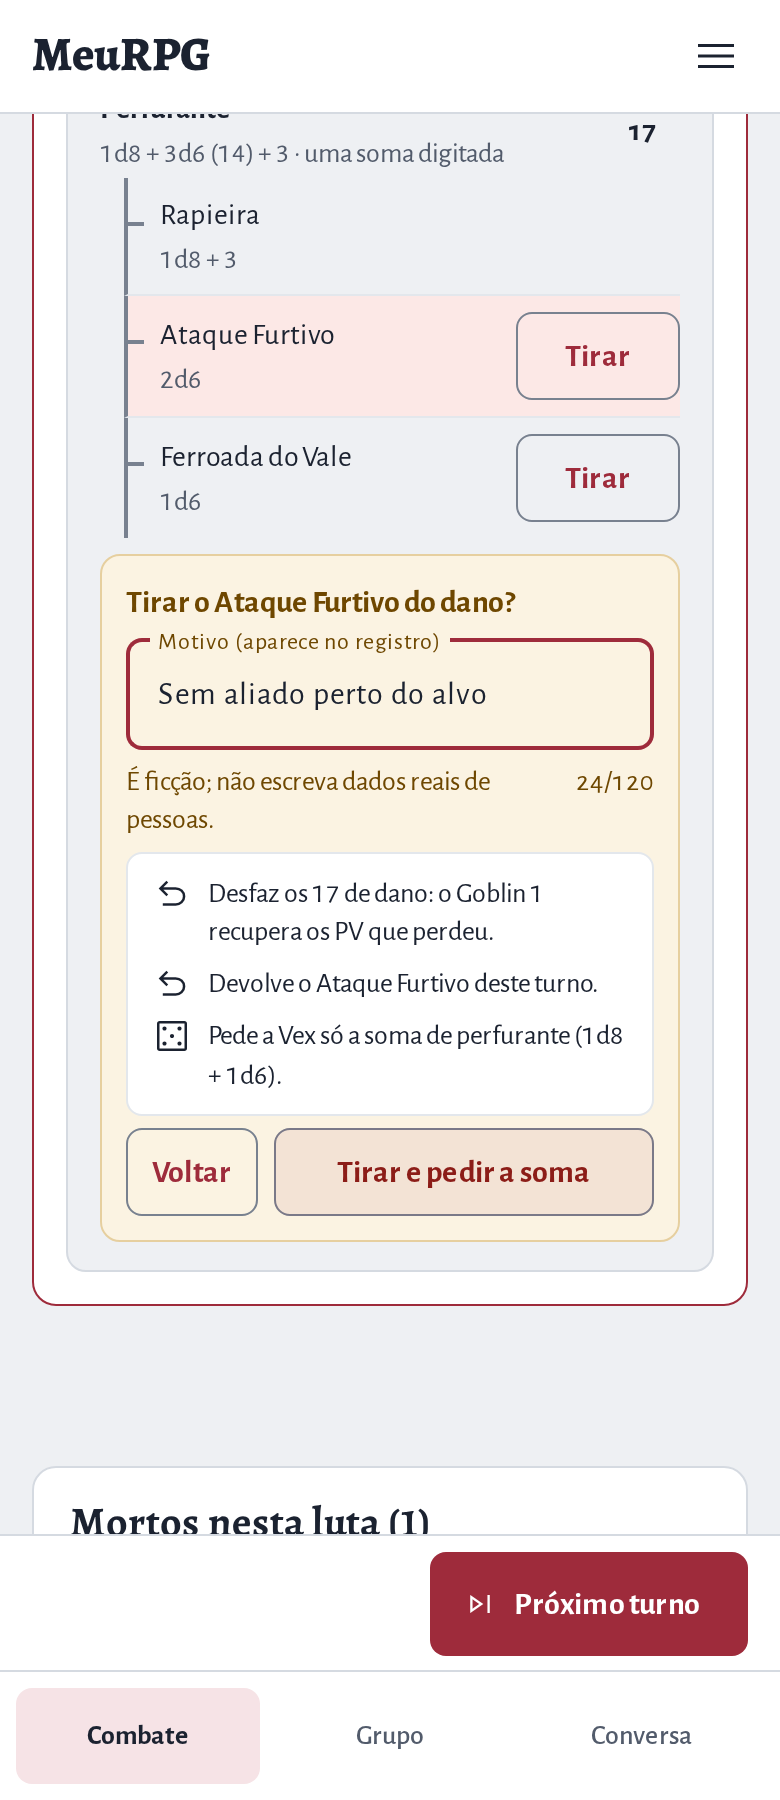 MeuRPG
Perfurante
17
1d8 + 3d6 (14) + 3 · uma soma digitada
Rapieira
1d8 + 3
Ataque Furtivo
2d6
Tirar
Ferroada do Vale
1d6
Tirar
Tirar o Ataque Furtivo do dano?
Motivo (aparece no registro)
Sem aliado perto do alvo
É ficção; não escreva dados reais de
pessoas.
24/120
Desfaz os 17 de dano: o Goblin 1
recupera os PV que perdeu.
Devolve o Ataque Furtivo deste turno.
Pede a Vex só a soma de perfurante (1d8
+ 1d6).
Voltar
Tirar e pedir a soma
Mortos nesta luta (1)
Próximo turno
Combate
Grupo
Conversa